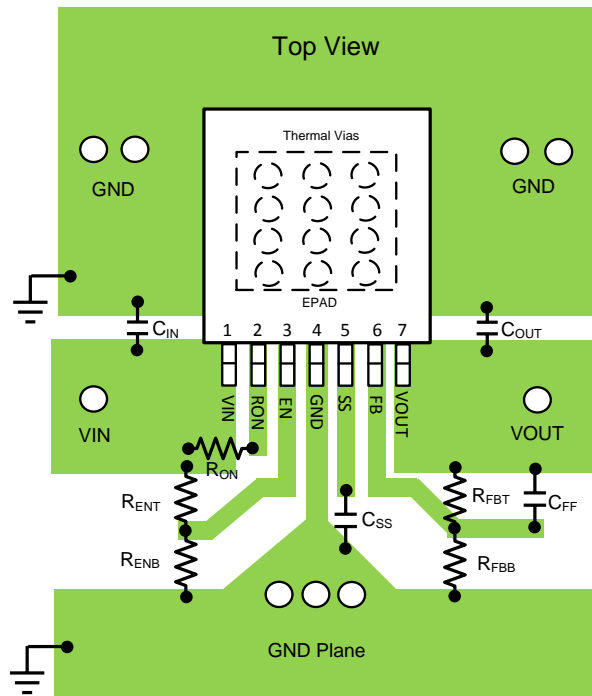 Top View
Thermal Vias
GND
GND
EPAD
CIN
1 2 3 4 5 6 7
COUT
VIN
RON
EN
GND
SS
FB
VOUT
VIN
VOUT
RON
RENT
RFBT
CFF
CSS
RENB
RFBB
GND Plane